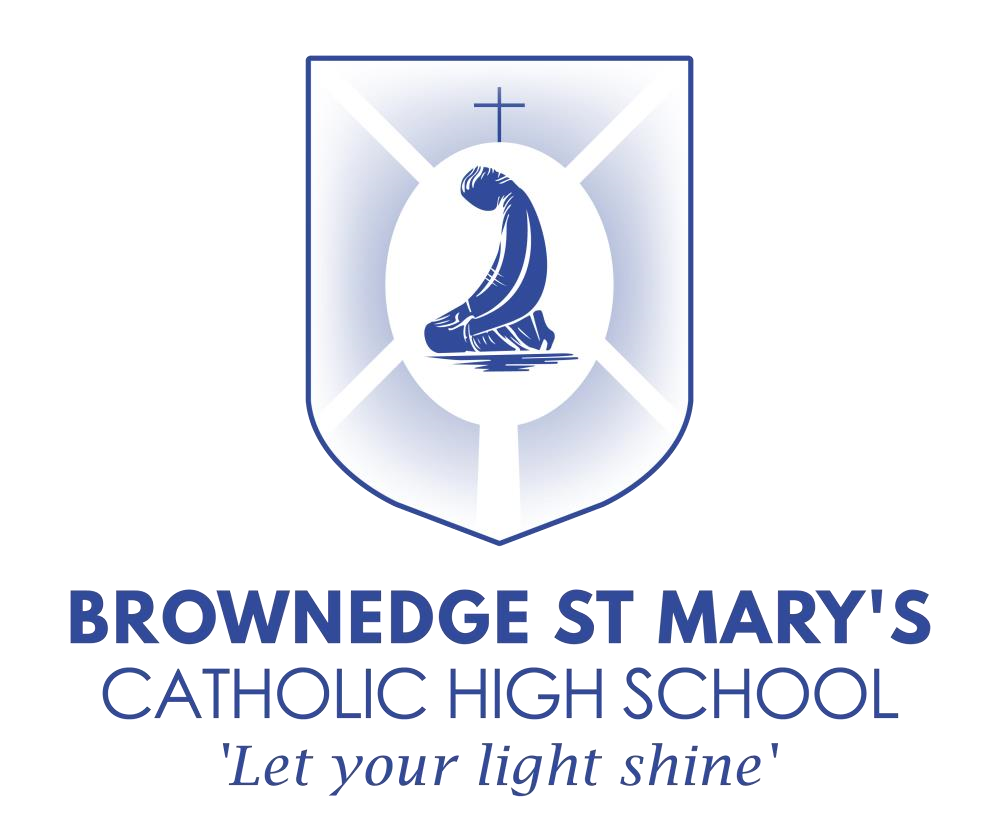 BROWNEDGE ST MARY'S
CATHOLIC HIGH SCHOOL
'Let your light shine'